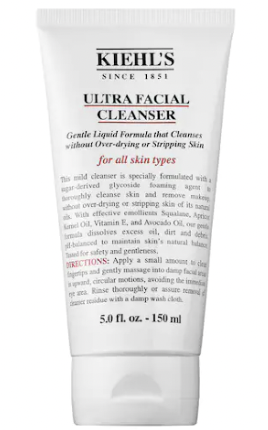 KIEHL'S
SINCE 1851
ULTRA FACIAL
CLEANSER
Gentle Liquid Formula that Cleanses
without Over-drying or Stripping Skin
for all skin types
This mild cleanser is specially formulated with a
sugar-derived glycoside foaming agent to
thoroughly cleanse skin and remove makeup
without over-drying or stripping skin of its natural
oils. With effective emollients Squalane, Apricot
Kernel Oil, Vitamin E, and Avocado Oil, our gentle
formula dissolves excess oil, dirt and debris.
pH-balanced to maintain skin's natural balance.
Tested for safety and gentleness.
DIRECTIONS: Apply a small amount to clean
fingertips and gently massage into damp facial area
in upward, circular motions, avoiding the immediate
eye area. Rinse thoroughly or assure removal of
cleanser residue with a damp wash cloth.
5.0 fl. oz. - 150 ml